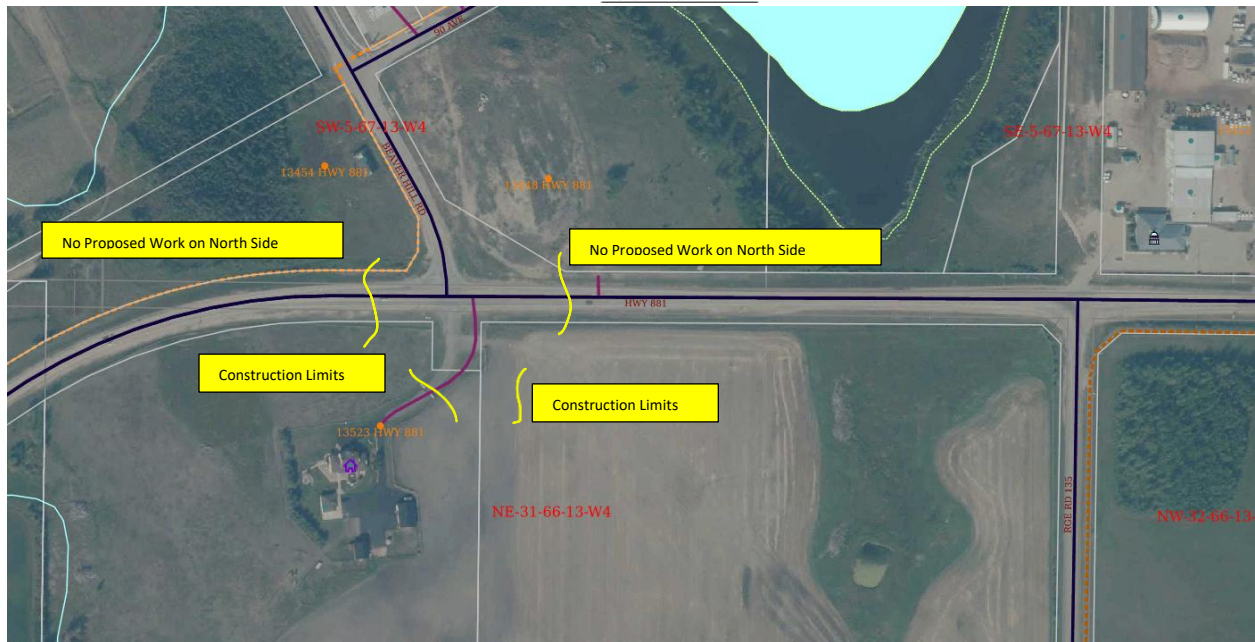 90 AVE
SW-5-67-13-W4
SE-5-67-13-W4
BEAVER HILL RD
13454 HWY 881
HWY 881
No Proposed Work on North Side
No Proposed Work on North Side
HWY 881
Construction Limits
Construction Limits
13523 HWY 881
NE-31-66-13-W4
RGE RD 135
NW-32-66-13-